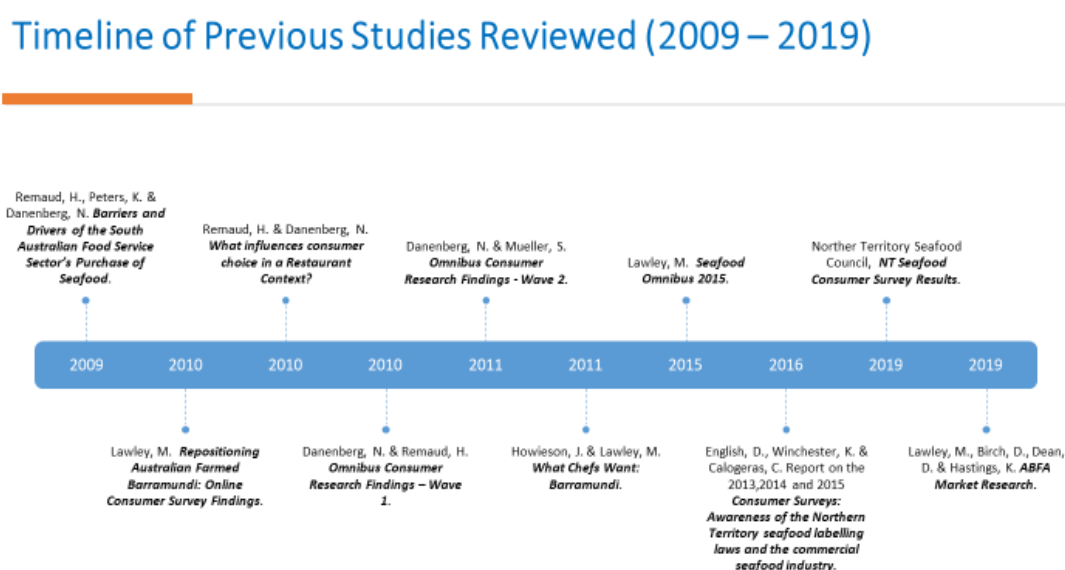 Timeline of Previous Studies Reviewed (2009 – 2019)
Remaud, H., Peters, K. &
Danenberg, N. Barriers and
Drivers of the South
Australian Food Service
Sector's Purchase of
Seafood.
Remaud, H. & Danenberg, N.
What influences consumer
choice in a Restaurant
Context?
Danenberg, N. & Mueller, S.
Omnibus Consumer
Research Findings - Wave 2.
Lawley, M. Seafood
Omnibus 2015.
Norther Territory Seafood
Council, NT Seafood
Consumer Survey Results.
2009 2010 2010 2010 2011 2011 2015 2016 2019 2019
Lawley, M. Repositioning
Australian Farmed
Barramundi: Online
Consumer Survey Findings.
Danenberg, N. & Remaud, H.
Omnibus Consumer
Research Findings – Wave
1.
Howieson, J. & Lawley, M.
What Chefs Want:
Barramundi.
English, D., Winchester, K. &
Calogeras, C. Report on the
2013,2014 and 2015
Consumer Surveys:
Awareness of the Northern
Territory seafood labelling
laws and the commercial
seafood industry.
Lawley, M., Birch, D., Dean,
D. & Hastings, K. ABFA
Market Research.